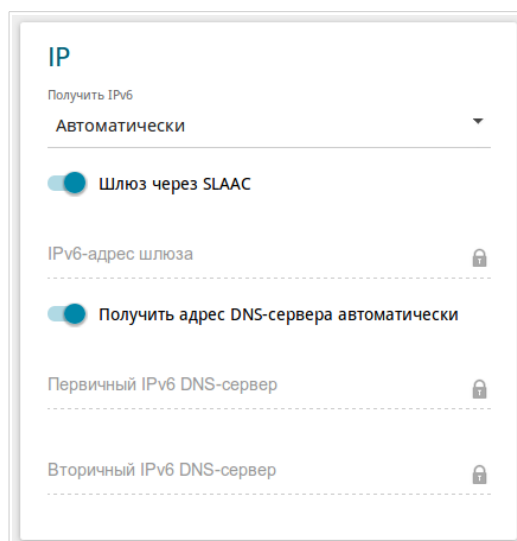 IP
Получить IPv6
Автоматически
Шлюз через SLAAC
IPv6-адрес шлюза
Получить адрес DNS-сервера автоматически
Первичный IPv6 DNS-сервер
Вторичный IPv6 DNS-сервер